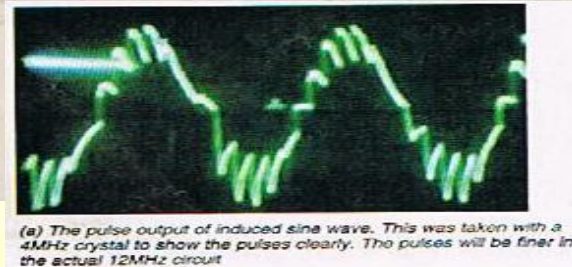 (a) The pulse output of induced sine wave. This was taken with a
4MHz crystal to show the pulses clearly. The pulses will be finer in
the actual 12MHz circuit